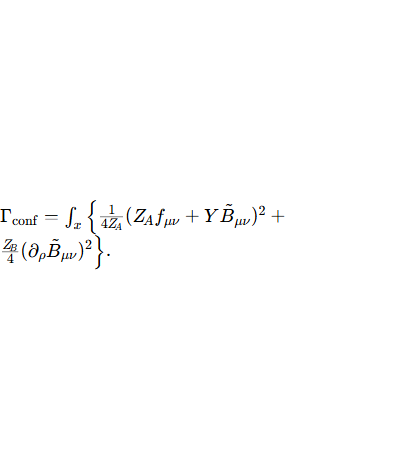 Γ_conf = ∫_x { 1/(4Z_A) (Z_A f_μν + Y B̃_μν)² +
Z_B/4 (∂_ρ B̃_μν)² }.